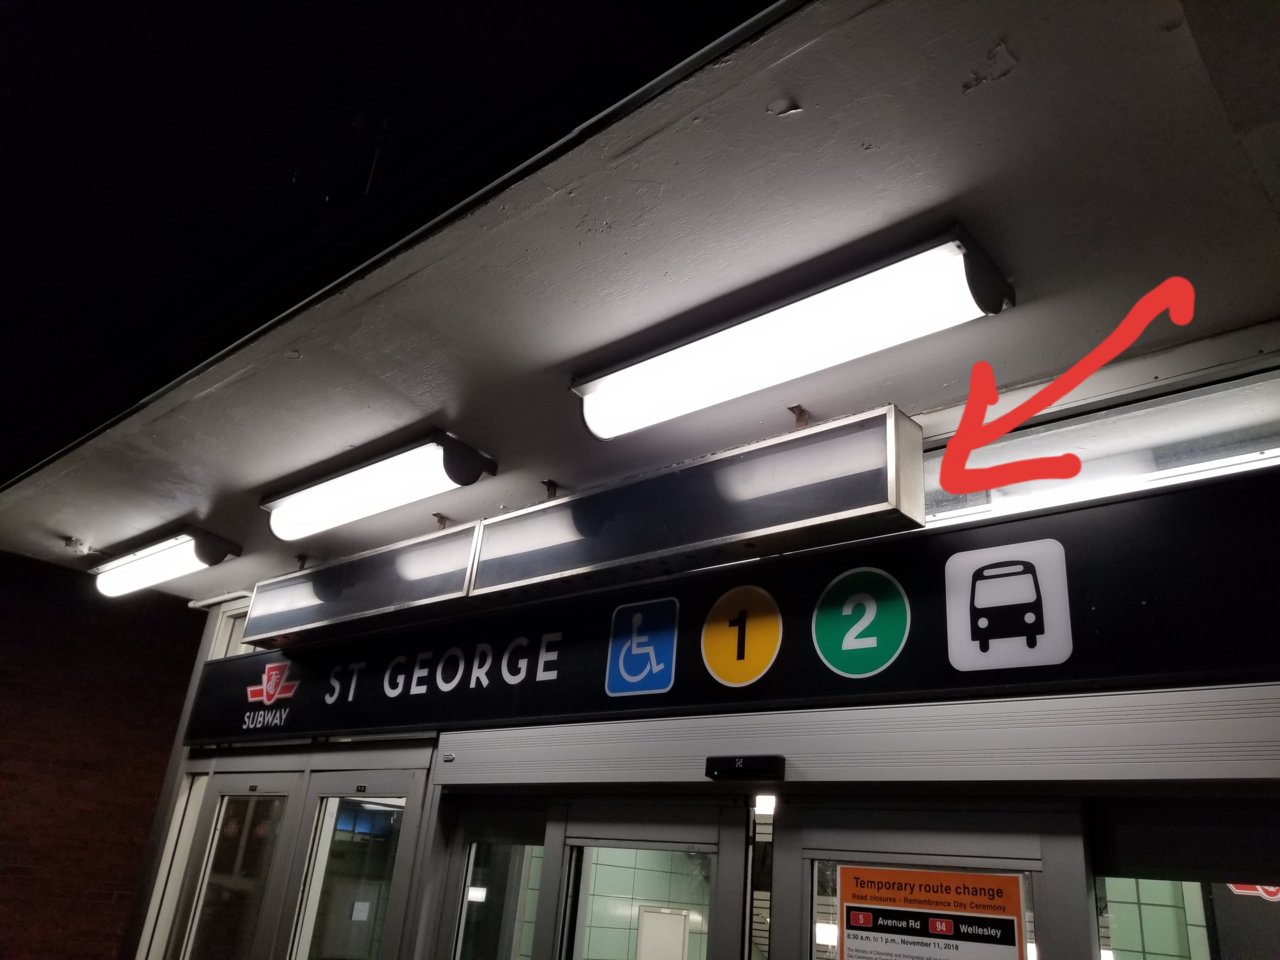 ST GEORGE
1
2
SUBWAY
Temporary route change
Road closures - Remembrance Day Ceremony
5 Avenue Rd 94 Wellesley
8:30 a.m. to 1 p.m., November 11, 2018